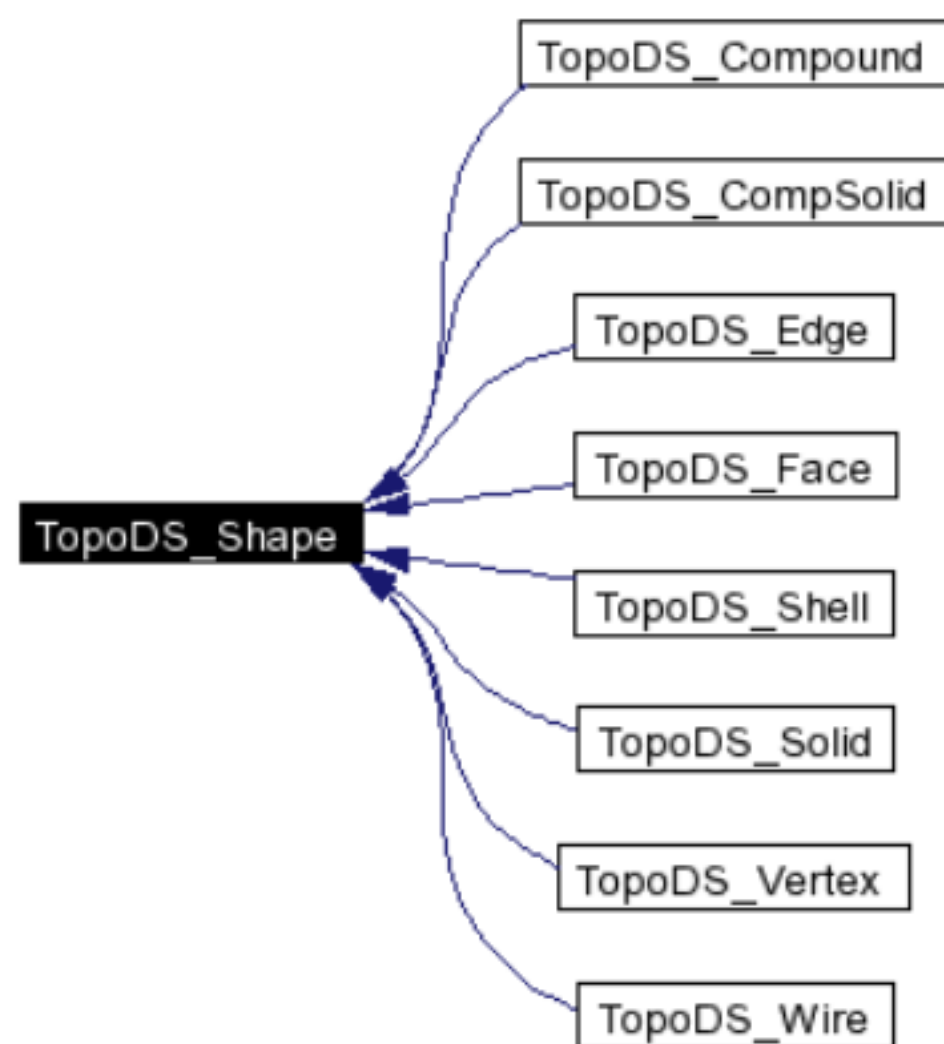 TopoDS_Compound
TopoDS_CompSolid
TopoDS_Edge
TopoDS_Face
TopoDS_Shape
TopoDS_Shell
TopoDS_Solid
TopoDS_Vertex
TopoDS_Wire